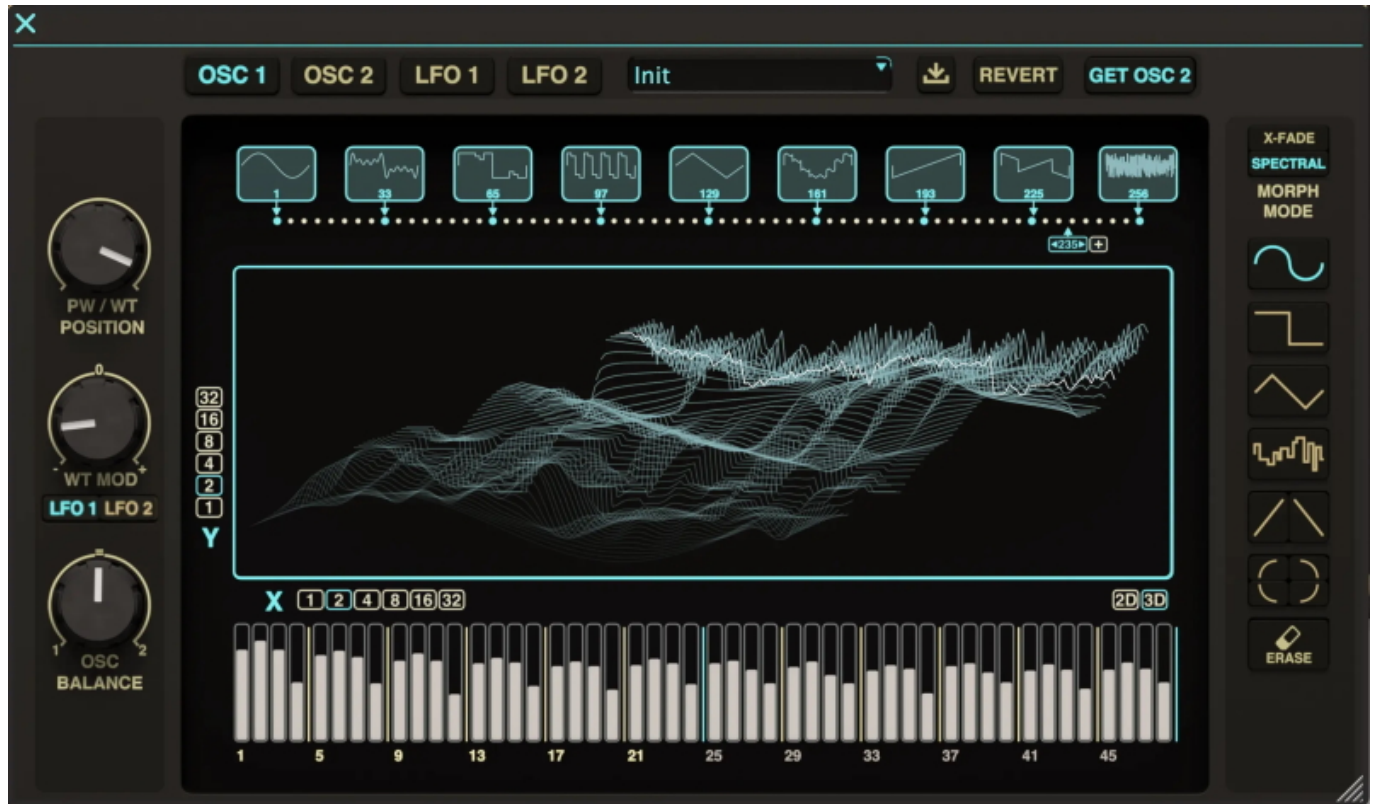 OSC 1 OSC 2 LFO 1 LFO 2 Init REVERT GET OSC 2
1 33 65 97 129 161 193 225 256
235 +
X-FADE
SPECTRAL
MORPH
MODE
PW / WT
POSITION
0
- WT MOD +
LFO 1 LFO 2
=
1 OSC 2
BALANCE
32
16
8
4
2
1
Y
X 1 2 4 8 16 32 2D 3D
1 5 9 13 17 21 25 29 33 37 41 45
ERASE